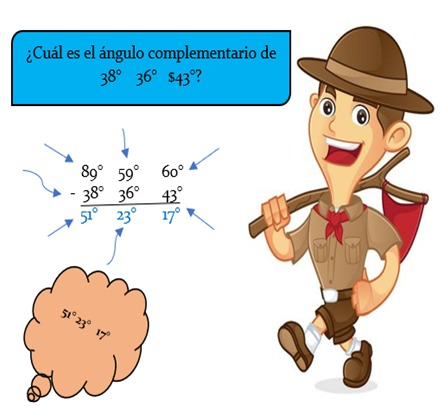 ¿Cuál es el ángulo complementario de
38° 36° $43°?
89° 59° 60°
- 38° 36° 43°
51° 23° 17°
51° 23° 17°